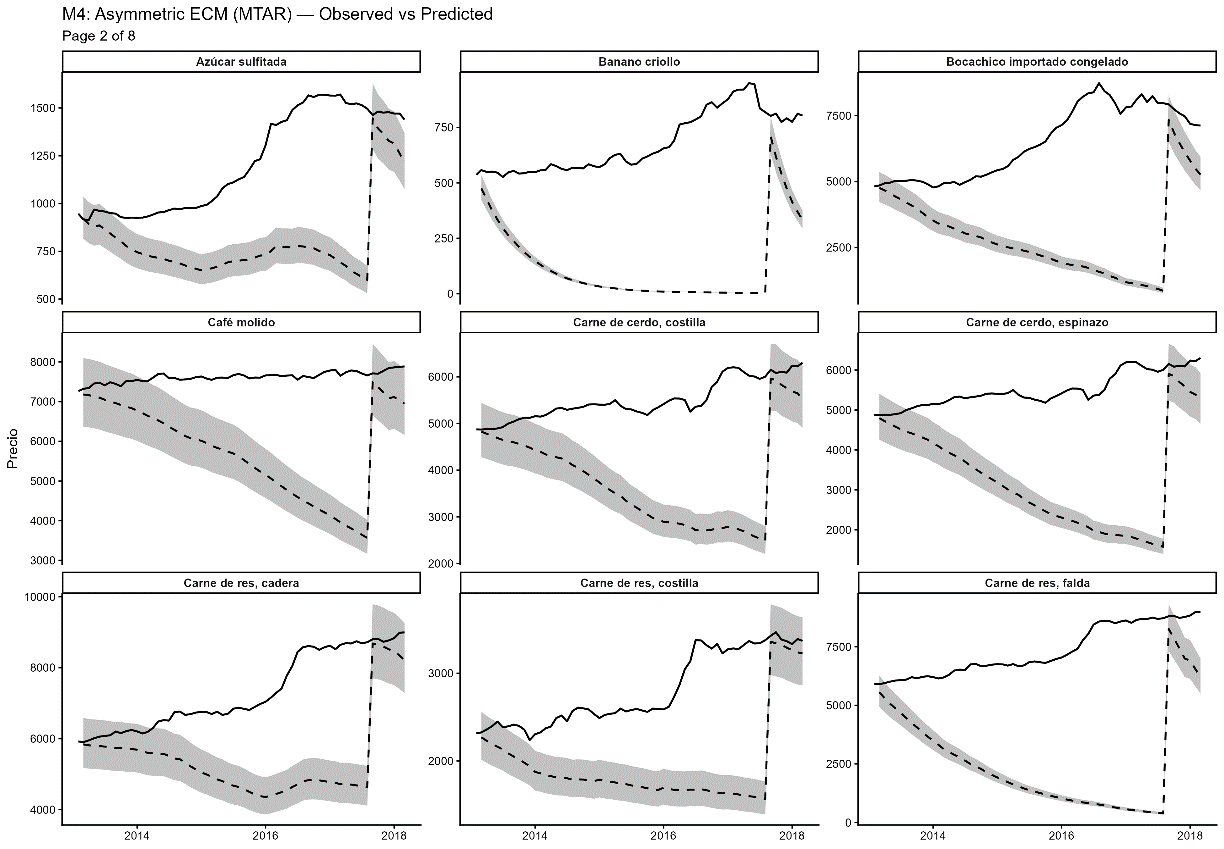 M4: Asymmetric ECM (MTAR) — Observed vs Predicted
Page 2 of 8
Azúcar sulfitada
Banano criollo
Bocachico importado congelado
1500
1250
1000
750
500
750
500
250
0
7500
5000
2500
Café molido
Carne de cerdo, costilla
Carne de cerdo, espinazo
Precio
8000
7000
6000
5000
4000
3000
6000
5000
4000
3000
2000
6000
5000
4000
3000
2000
Carne de res, cadera
Carne de res, costilla
Carne de res, falda
10000
8000
6000
4000
3000
2000
7500
5000
2500
0
2014 2016 2018
2014 2016 2018
2014 2016 2018